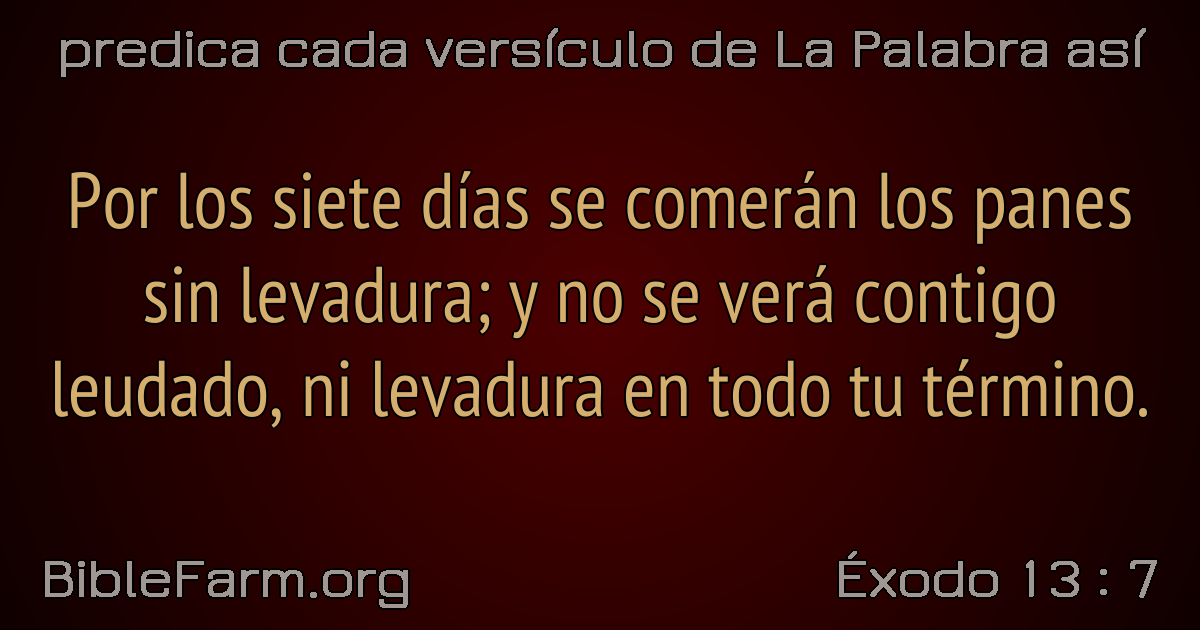 predica cada versículo de La Palabra así
Por los siete días se comerán los panes
sin levadura; y no se verá contigo
leudado, ni levadura en todo tu término.
BibleFarm.org
Éxodo 13 : 7